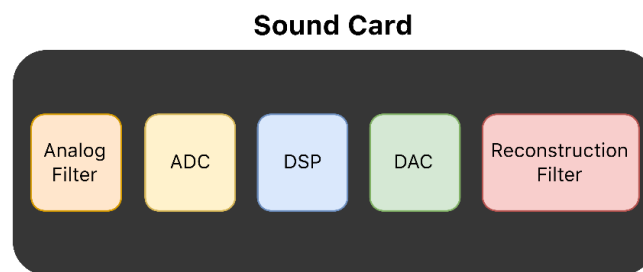 Sound Card
Analog
Filter
ADC
DSP
DAC
Reconstruction
Filter